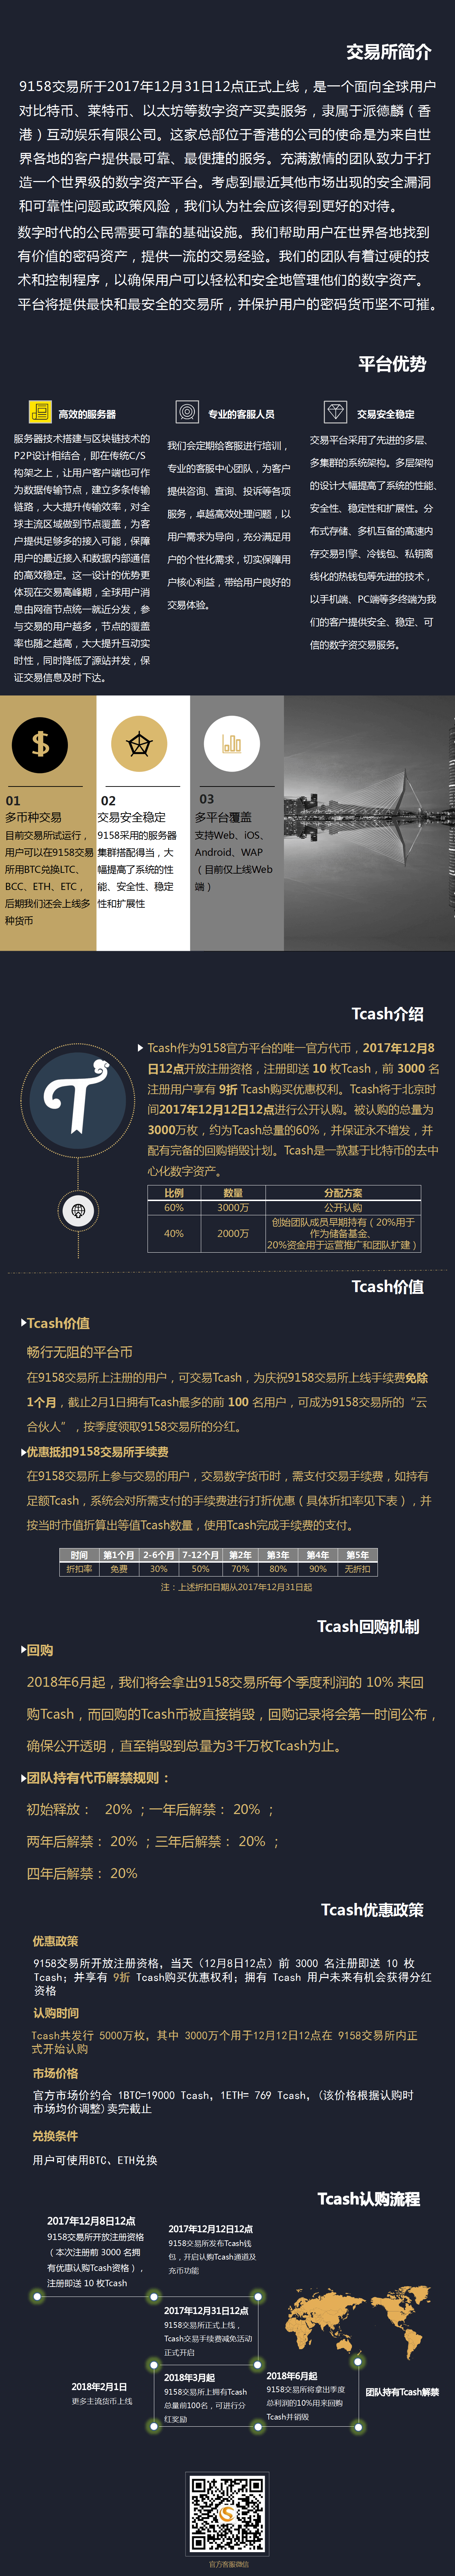 交易所简介
9158交易所于2017年12月31日12点正式上线，是一个面向全球用户
对比特币、莱特币、以太坊等数字资产买卖服务，隶属于派德麟（香
港）互动娱乐有限公司。这家总部位于香港的公司的使命是为来自世
界各地的客户提供最可靠、最便捷的服务。充满激情的团队致力于打
造一个世界级的数字资产平台。考虑到最近其他市场出现的安全漏洞
和可靠性问题或政策风险，我们认为社会应该得到更好的对待。
数字时代的公民需要可靠的基础设施。我们帮助用户在世界各地找到
有价值的密码资产，提供一流的交易经验。我们的团队有着过硬的技
术和控制程序，以确保用户可以轻松和安全地管理他们的数字资产。
平台将提供最快和最安全的交易所，并保护用户的密码货币坚不可摧。
平台优势
高效的服务器
服务器技术搭建与区块链技术的
P2P设计相结合，即在传统C/S
构架之上，让用户客户端也可作
为数据传输节点，建立多条传输
链路，大大提升传输效率，对全
球主流区域做到节点覆盖，为客
户提供足够多的接入可能，保障
用户的最近接入和数据内部通信
的高效稳定。这一设计的优势更
体现在交易高峰期，全球用户消
息由网宿节点统一就近分发，参
与交易的用户越多，节点的覆盖
率也随之越高，大大提升互动实
时性，同时降低了源站并发，保
证交易信息及时下达。
专业的客服人员
我们会定期给客服进行培训，
专业的客服中心团队，为客户
提供咨询、查询、投诉等各项
服务，卓越高效处理问题，以
用户需求为导向，充分满足用
户的个性化需求，切实保障用
户核心利益，带给用户良好的
交易体验。
交易安全稳定
交易平台采用了先进的多层、
多集群的系统架构。多层架构
的设计大幅提高了系统的性能、
安全性、稳定性和扩展性。分
布式存储、多机互备的高速内
存交易引擎、冷钱包、私钥离
线化的热钱包等先进的技术，
以手机端、PC端等多终端为我
们的客户提供安全、稳定、可
信的数字资交易服务。
01
多币种交易
目前交易所试运行，
用户可以在9158交易
所用BTC兑换LTC、
BCC、ETH、ETC，
后期我们还会上线多
种货币
02
交易安全稳定
9158采用的服务器
集群搭配得当，大
幅提高了系统的性
能、安全性、稳定
性和扩展性
03
多平台覆盖
支持Web、iOS、
Android、WAP
（目前仅上线Web
端）
Tcash介绍
Tcash作为9158官方平台的唯一官方代币，2017年12月8
日12点开放注册资格，注册即送 10 枚Tcash，前 3000 名
注册用户享有 9折 Tcash购买优惠权利。Tcash将于北京时
间2017年12月12日12点进行公开认购。被认购的总量为
3000万枚，约为Tcash总量的60%，并保证永不增发，并
配有完备的回购销毁计划。Tcash是一款基于比特币的去中
心化数字资产。
比例 数量 分配方案
60% 3000万 公开认购
40% 2000万 创始团队成员早期持有（20%用于
作为储备基金、
20%资金用于运营推广和团队扩建）
Tcash价值
Tcash价值
畅行无阻的平台币
在9158交易所上注册的用户，可交易Tcash，为庆祝9158交易所上线手续费免除
1个月，截止2月1日拥有Tcash最多的前 100 名用户，可成为9158交易所的“云
合伙人”，按季度领取9158交易所的分红。
优惠抵扣9158交易所手续费
在9158交易所上参与交易的用户，交易数字货币时，需支付交易手续费，如持有
足额Tcash，系统会对所需支付的手续费进行打折优惠（具体折扣率见下表），并
按当时市值折算出等值Tcash数量，使用Tcash完成手续费的支付。
时间 第1个月 2-6个月 7-12个月 第2年 第3年 第4年 第5年
折扣率 免费 30% 50% 70% 80% 90% 无折扣
注：上述折扣日期从2017年12月31日起
Tcash回购机制
回购
2018年6月起，我们将会拿出9158交易所每个季度利润的 10% 来回
购Tcash，而回购的Tcash币被直接销毁，回购记录将会第一时间公布，
确保公开透明，直至销毁到总量为3千万枚Tcash为止。
团队持有代币解禁规则：
初始释放： 20% ；一年后解禁： 20% ；
两年后解禁： 20% ；三年后解禁： 20% ；
四年后解禁： 20%
Tcash优惠政策
优惠政策
9158交易所开放注册资格，当天（12月8日12点）前 3000 名注册即送 10 枚
Tcash；并享有 9折 Tcash购买优惠权利；拥有 Tcash 用户未来有机会获得分红
资格
认购时间
Tcash共发行 5000万枚，其中 3000万个用于12月12日12点在 9158交易所内正
式开始认购
市场价格
官方市场价约合 1BTC=19000 Tcash，1ETH= 769 Tcash，（该价格根据认购时
市场均价调整）卖完截止
兑换条件
用户可使用BTC、ETH兑换
Tcash认购流程
2017年12月8日12点
9158交易所开放注册资格
（本次注册前 3000 名拥
有优惠认购Tcash资格），
注册即送 10 枚Tcash
2017年12月12日12点
9158交易所发布Tcash钱
包，开启认购Tcash通道及
充币功能
2017年12月31日12点
9158交易所正式上线，
Tcash交易手续费减免活动
正式开启
2018年2月1日
更多主流货币上线
2018年3月起
9158交易所上拥有Tcash
总量前100名，可进行分
红奖励
2018年6月起
9158交易所将拿出季度
总利润的10%用来回购
Tcash并销毁
团队持有Tcash解禁
官方客服微信